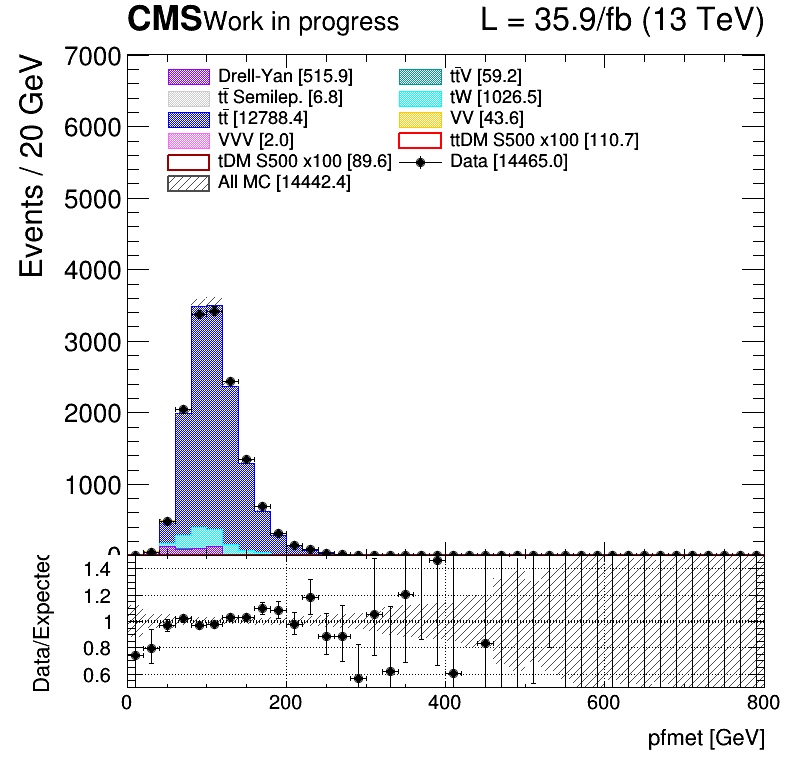 CMS Work in progress L = 35.9/fb (13 TeV)
Events / 20 GeV
7000
6000
5000
4000
3000
2000
1000
0
Drell-Yan [515.9] tt̄V [59.2]
tt̄ Semilep. [6.8] tW [1026.5]
tt̄ [12788.4] VV [43.6]
VVV [2.0] ttDM S500 x100 [110.7]
tDM S500 x100 [89.6] Data [14465.0]
All MC [14442.4]
Data/Expected
1.4
1.2
1
0.8
0.6
0 200 400 600 800
pfmet [GeV]